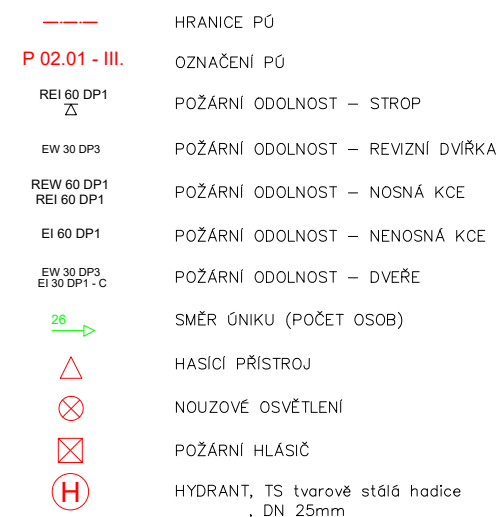 HRANICE PÚ
P 02.01 - III. OZNAČENÍ PÚ
REI 60 DP1 POŽÁRNÍ ODOLNOST – STROP
EW 30 DP3 POŽÁRNÍ ODOLNOST – REVIZNÍ DVÍŘKA
REW 60 DP1
REI 60 DP1
POŽÁRNÍ ODOLNOST – NOSNÁ KCE
EI 60 DP1 POŽÁRNÍ ODOLNOST – NENOSNÁ KCE
EW 30 DP3
EI 30 DP1 - C
POŽÁRNÍ ODOLNOST – DVEŘE
26 SMĚR ÚNIKU (POČET OSOB)
HASÍCÍ PŘÍSTROJ
NOUZOVÉ OSVĚTLENÍ
POŽÁRNÍ HLÁSIČ
H HYDRANT, TS tvarově stálá hadice
, DN 25mm